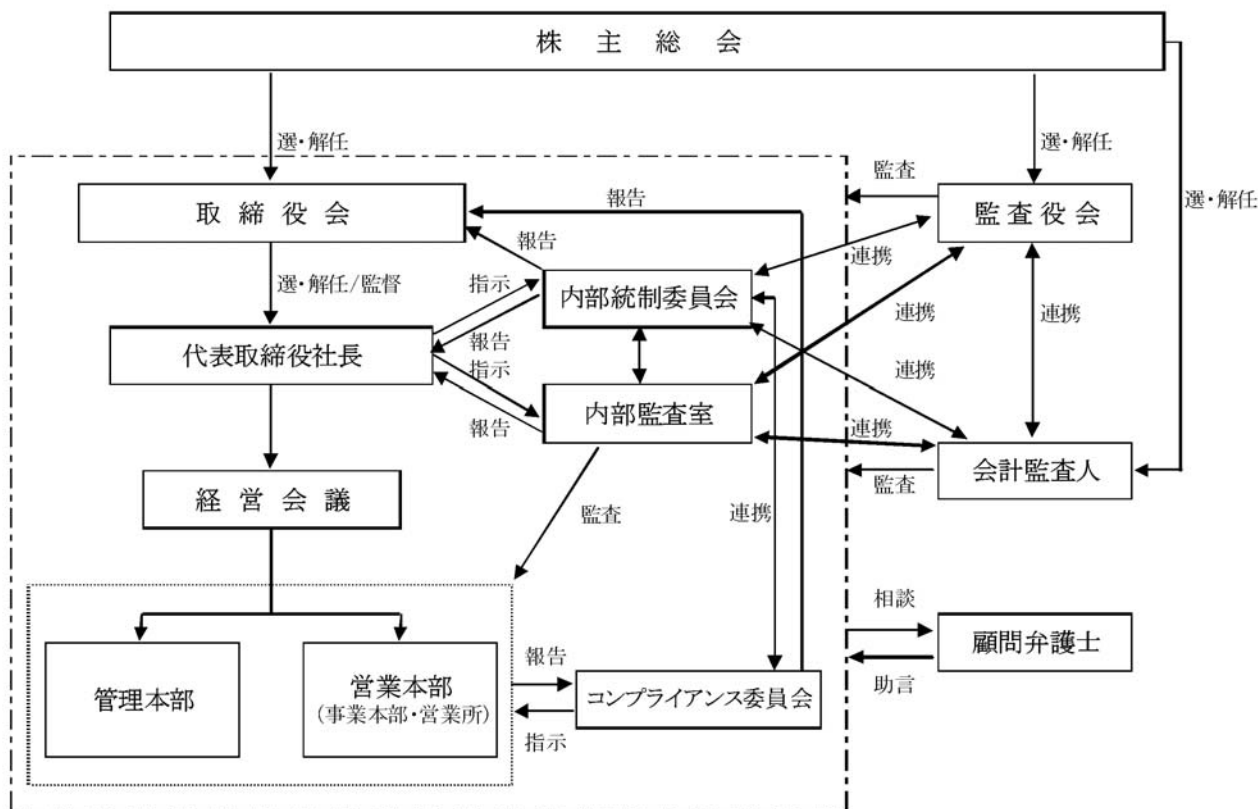 株主総会
選・解任
選・解任
選・解任
監査
取締役会
報告
監査役会
報告
連携
選・解任/監督
指示
内部統制委員会
連携
連携
代表取締役社長
報告
指示
連携
内部監査室
報告
連携
会計監査人
監査
経営会議
監査
連携
相談
顧問弁護士
助言
管理本部
営業本部
(事業本部・営業所)
報告
コンプライアンス委員会
指示